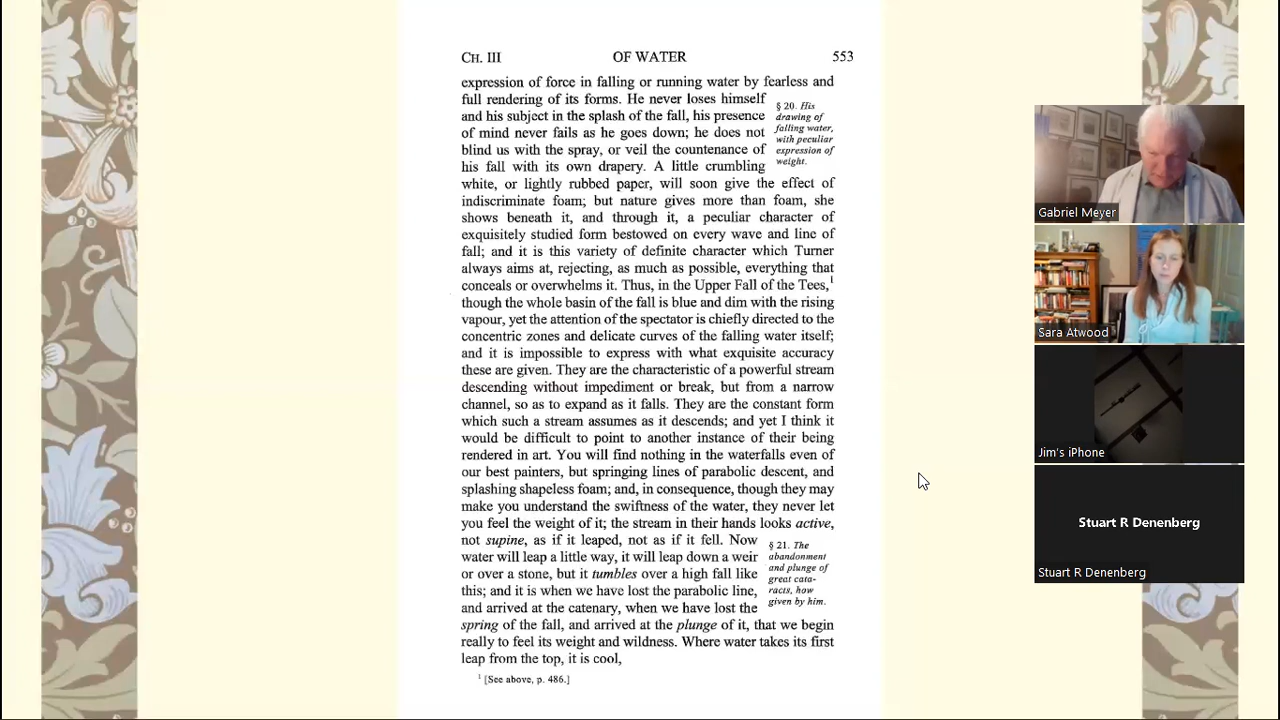 CH. III OF WATER 553
expression of force in falling or running water by fearless and
full rendering of its forms. He never loses himself
and his subject in the splash of the fall, his presence
of mind never fails as he goes down; he does not
blind us with the spray, or veil the countenance of
his fall with its own drapery. A little crumbling
§ 20. His
drawing of
falling water,
with peculiar
expression of
weight.
white, or lightly rubbed paper, will soon give the effect of
indiscriminate foam; but nature gives more than foam, she
shows beneath it, and through it, a peculiar character of
exquisitely studied form bestowed on every wave and line of
fall; and it is this variety of definite character which Turner
always aims at, rejecting, as much as possible, everything that
conceals or overwhelms it. Thus, in the Upper Fall of the Tees,1
though the whole basin of the fall is blue and dim with the rising
vapour, yet the attention of the spectator is chiefly directed to the
concentric zones and delicate curves of the falling water itself;
and it is impossible to express with what exquisite accuracy
these are given. They are the characteristic of a powerful stream
descending without impediment or break, but from a narrow
channel, so as to expand as it falls. They are the constant form
which such a stream assumes as it descends; and yet I think it
would be difficult to point to another instance of their being
rendered in art. You will find nothing in the waterfalls even of
our best painters, but springing lines of parabolic descent, and
splashing shapeless foam; and, in consequence, though they may
make you understand the swiftness of the water, they never let
you feel the weight of it; the stream in their hands looks active,
not supine, as if it leaped, not as if it fell. Now
water will leap a little way, it will leap down a weir
or over a stone, but it tumbles over a high fall like
this; and it is when we have lost the parabolic line,
and arrived at the catenary, when we have lost the
§ 21. The
abandonment
and plunge of
great cata-
racts, how
given by him.
spring of the fall, and arrived at the plunge of it, that we begin
really to feel its weight and wildness. Where water takes its first
leap from the top, it is cool,
1 [See above, p. 486.]
Gabriel Meyer
Sara Atwood
Jim's iPhone
Stuart R Denenberg
Stuart R Denenberg